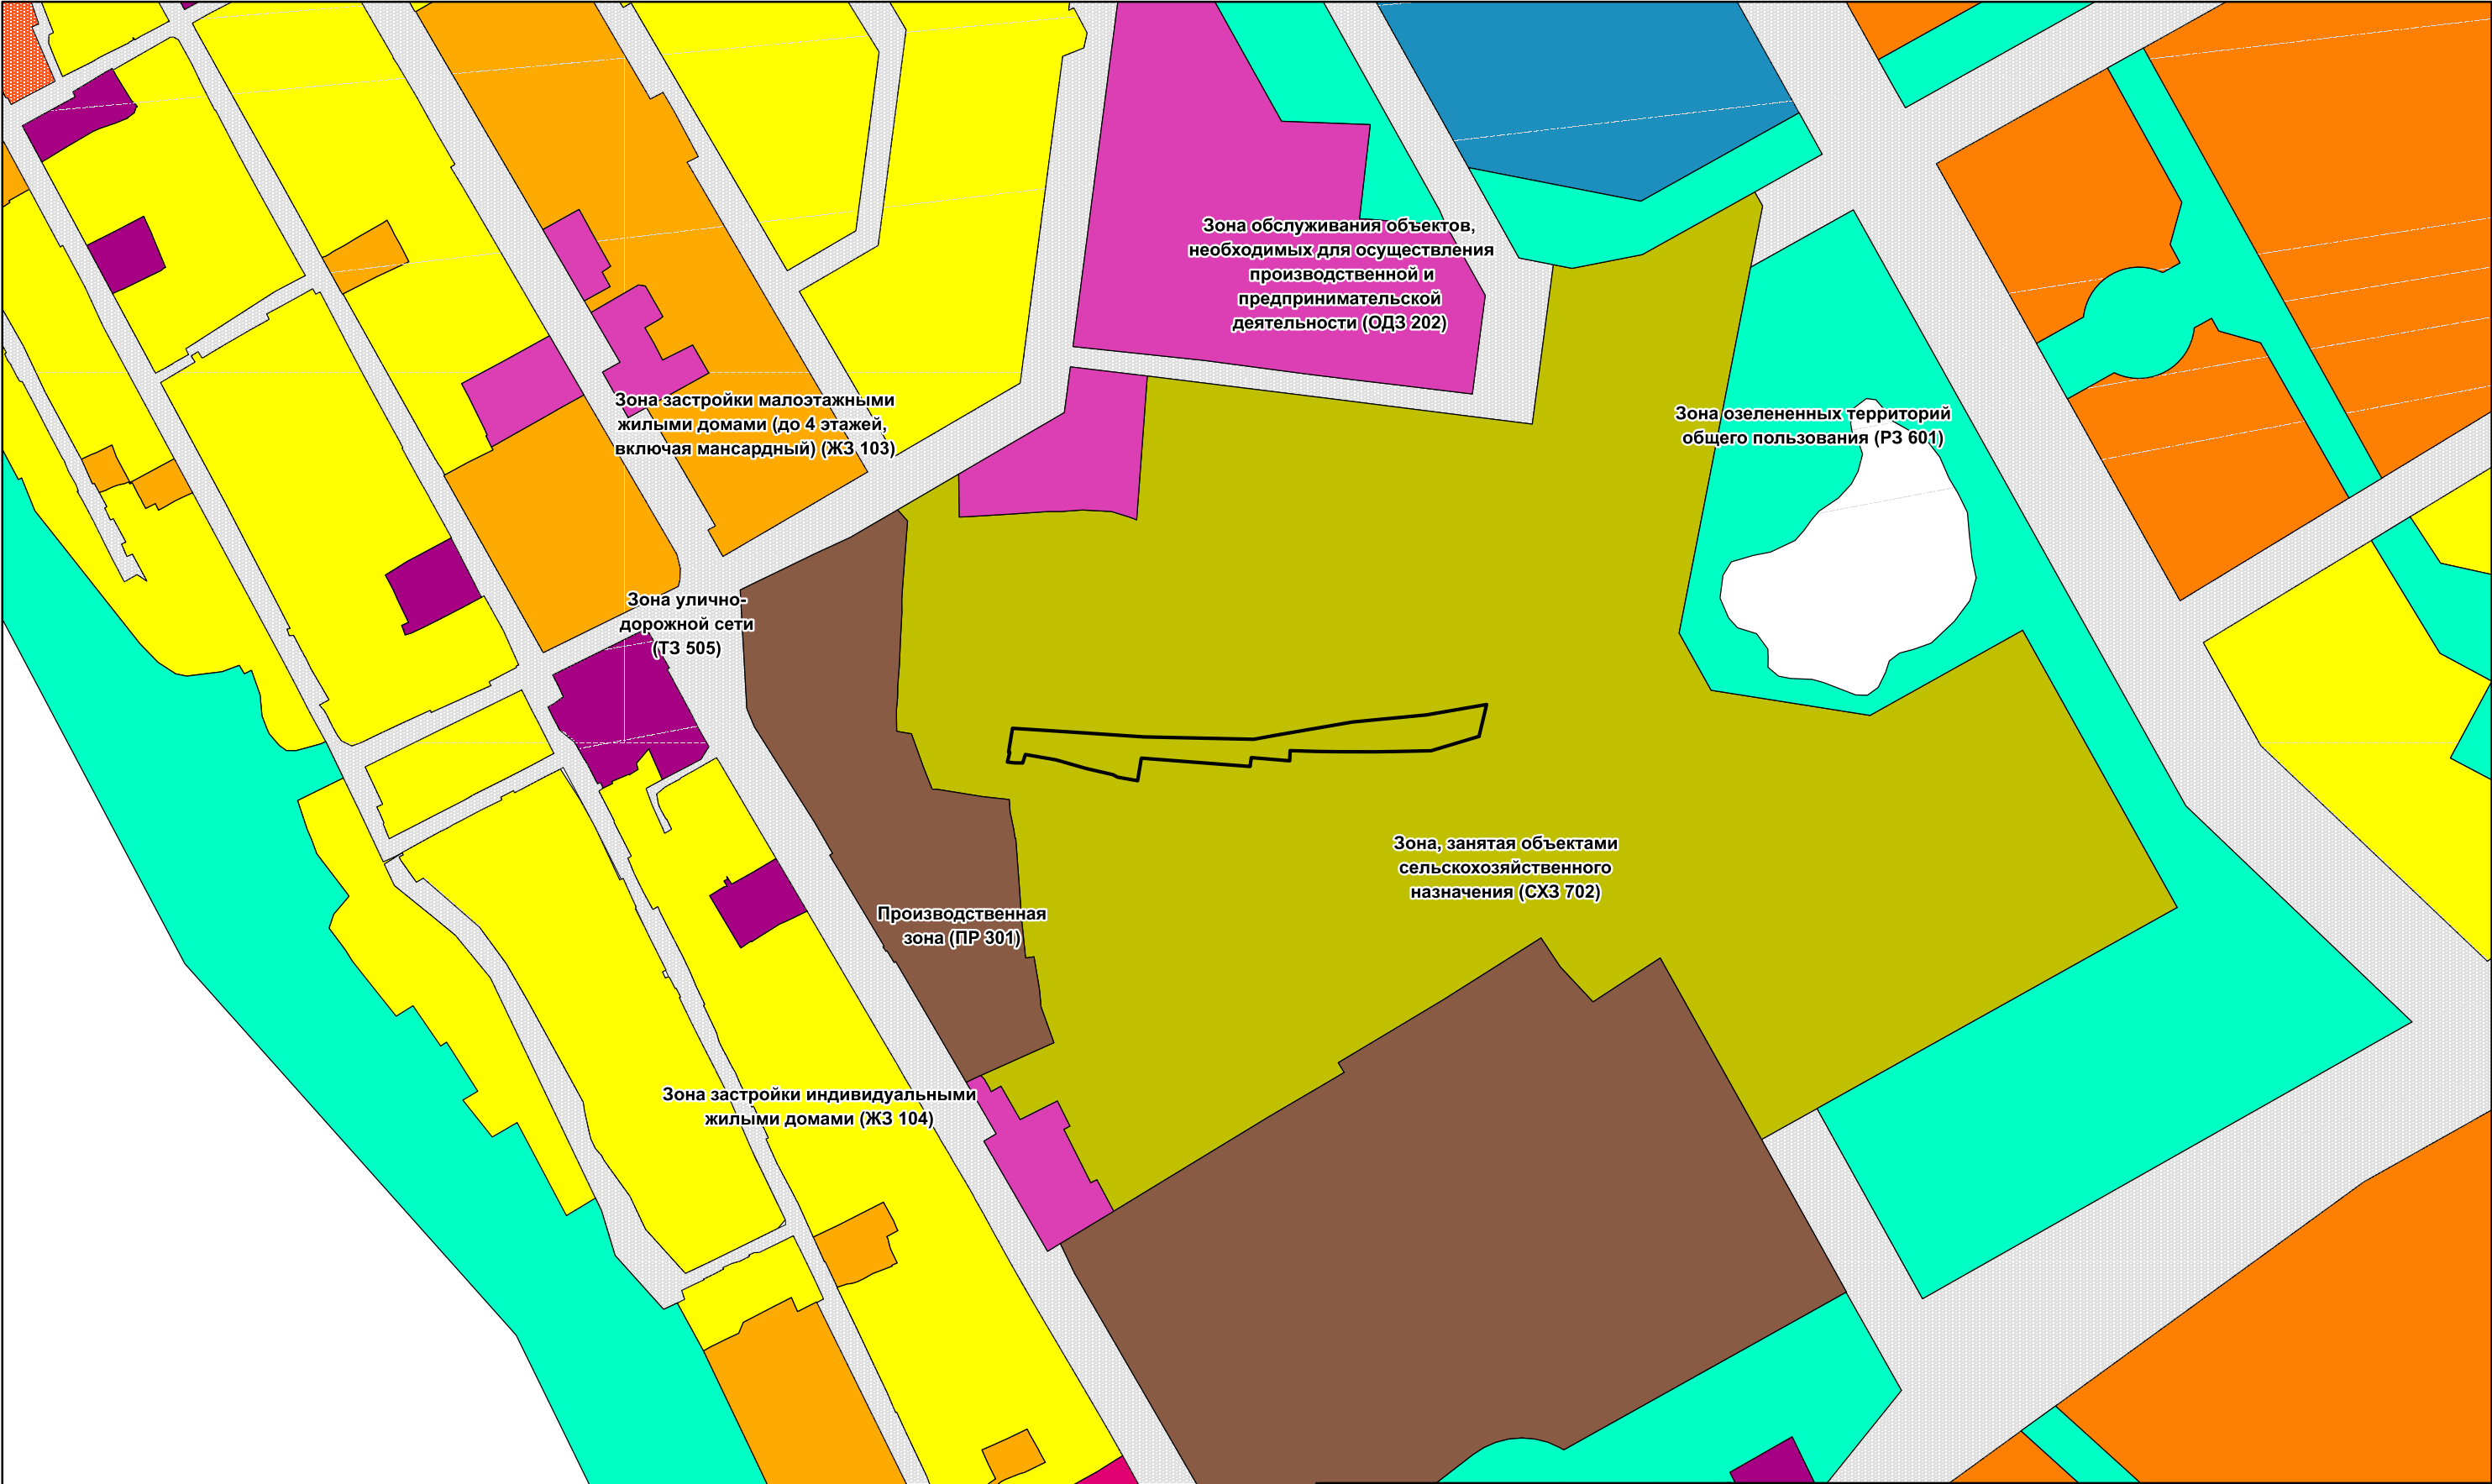 Зона обслуживания объектов,
необходимых для осуществления
производственной и
предпринимательской
деятельности (ОДЗ 202)
Зона застройки малоэтажными
жилыми домами (до 4 этажей,
включая мансардный) (ЖЗ 103)
Зона озелененных территорий
общего пользования (РЗ 601)
Зона улично-
дорожной сети
(ТЗ 505)
Зона, занятая объектами
сельскохозяйственного
назначения (СХЗ 702)
Производственная
зона (ПР 301)
Зона застройки индивидуальными
жилыми домами (ЖЗ 104)